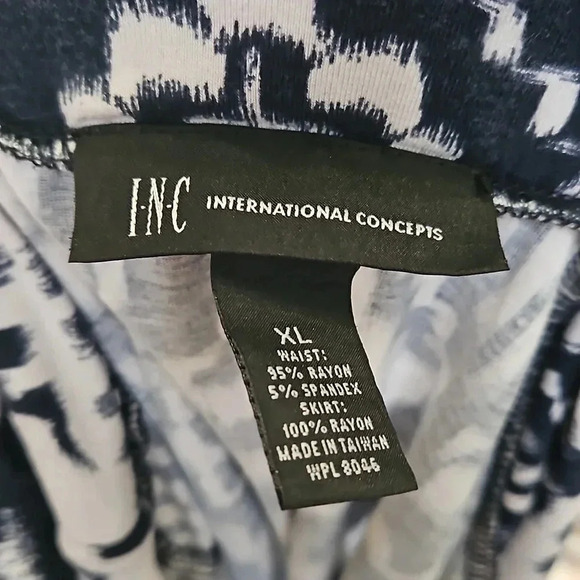 I·N·C INTERNATIONAL CONCEPTS
XL
WAIST:
95% RAYON
5% SPANDEX
SKIRT:
100% RAYON
MADE IN TAIWAN
WPL 8046